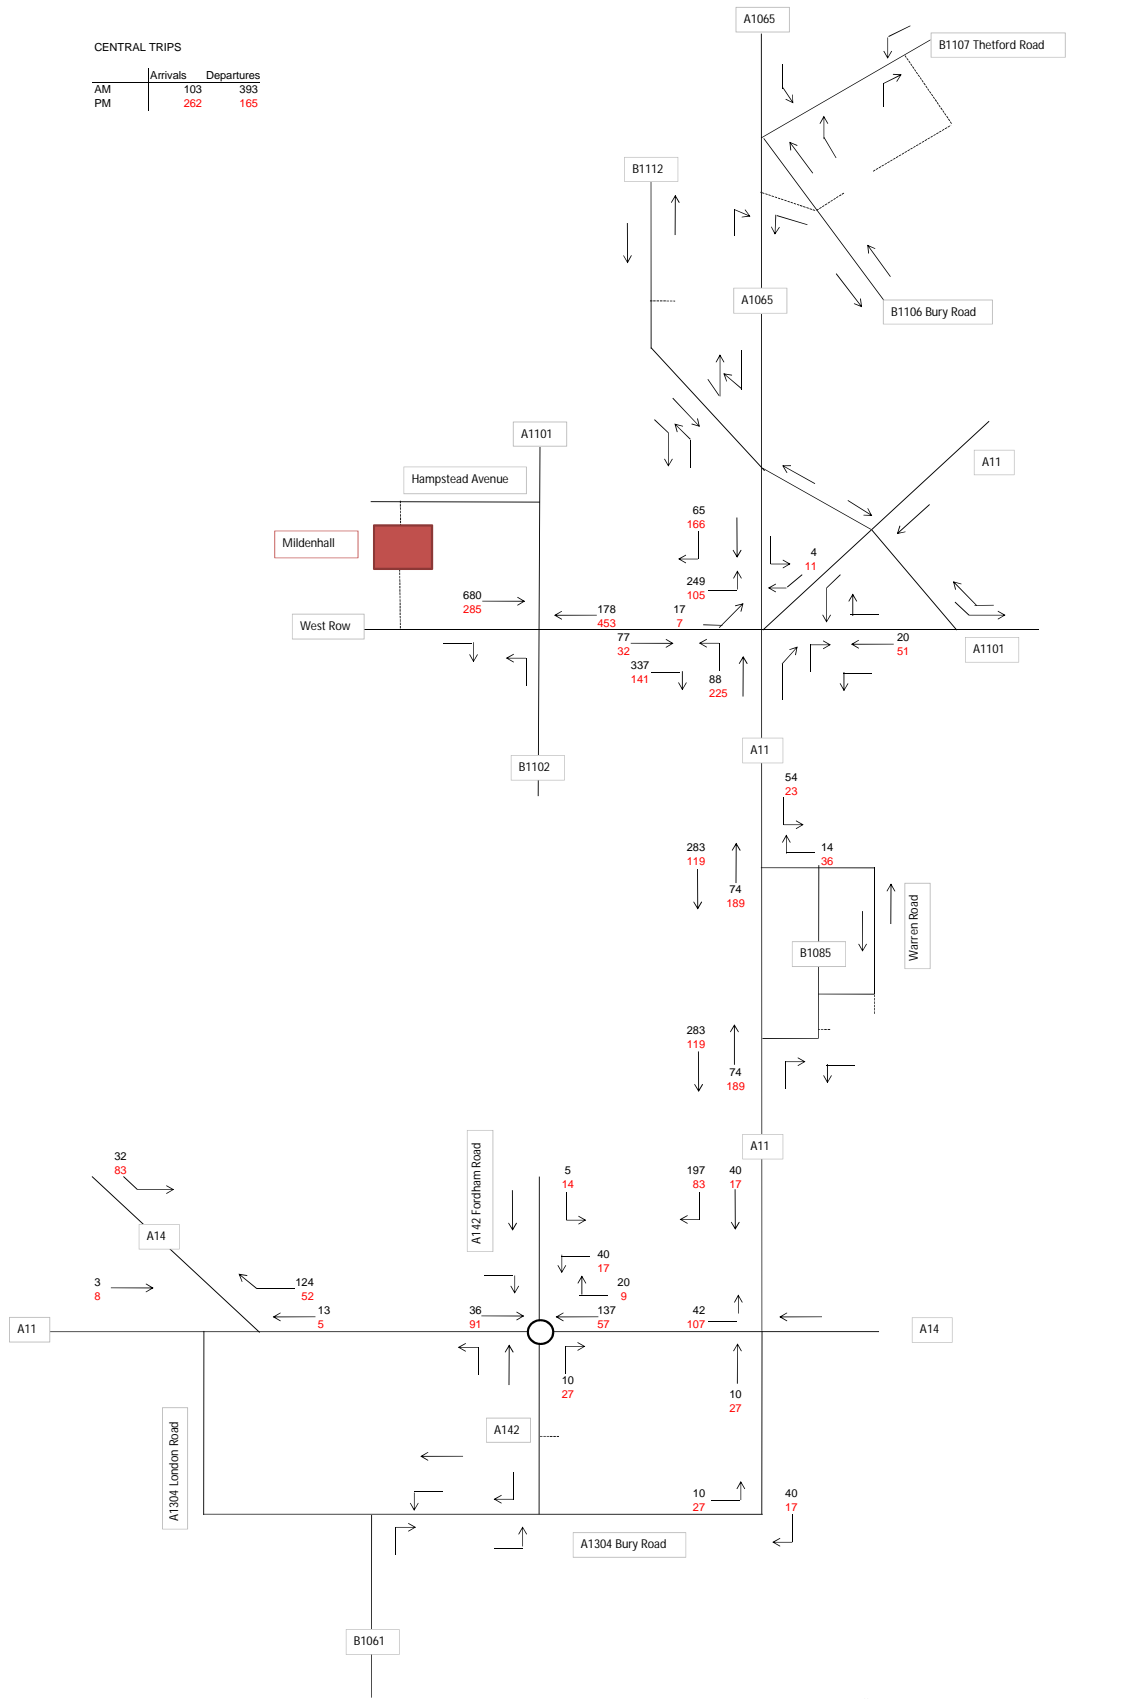 A1065
CENTRAL TRIPS
B1107 Thetford Road
Arrivals Departures
AM 103 393
PM 262 165
B1112
A1065
B1106 Bury Road
A1101
A11
Hampstead Avenue
65
166
Mildenhall
4
11
249
105
680
285
178
453
17
7
West Row
77
32
20
51
A1101
337
141
88
225
A11
B1102
54
23
283
119
14
36
74
189
Warren Road
B1085
283
119
74
189
A11
A142 Fordham Road
32
83
5
14
197
83
40
17
A14
40
17
3
8
124
52
20
9
13
5
36
91
137
57
42
107
A11
A14
10
27
10
27
A142
A1304 London Road
10
27
40
17
A1304 Bury Road
B1061